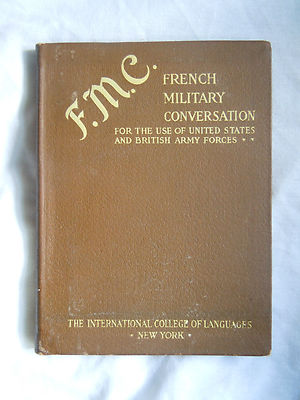 F.M.C.
FRENCH
MILITARY
CONVERSATION
FOR THE USE OF UNITED STATES
AND BRITISH ARMY FORCES • •
THE INTERNATIONAL COLLEGE OF LANGUAGES
• NEW YORK •